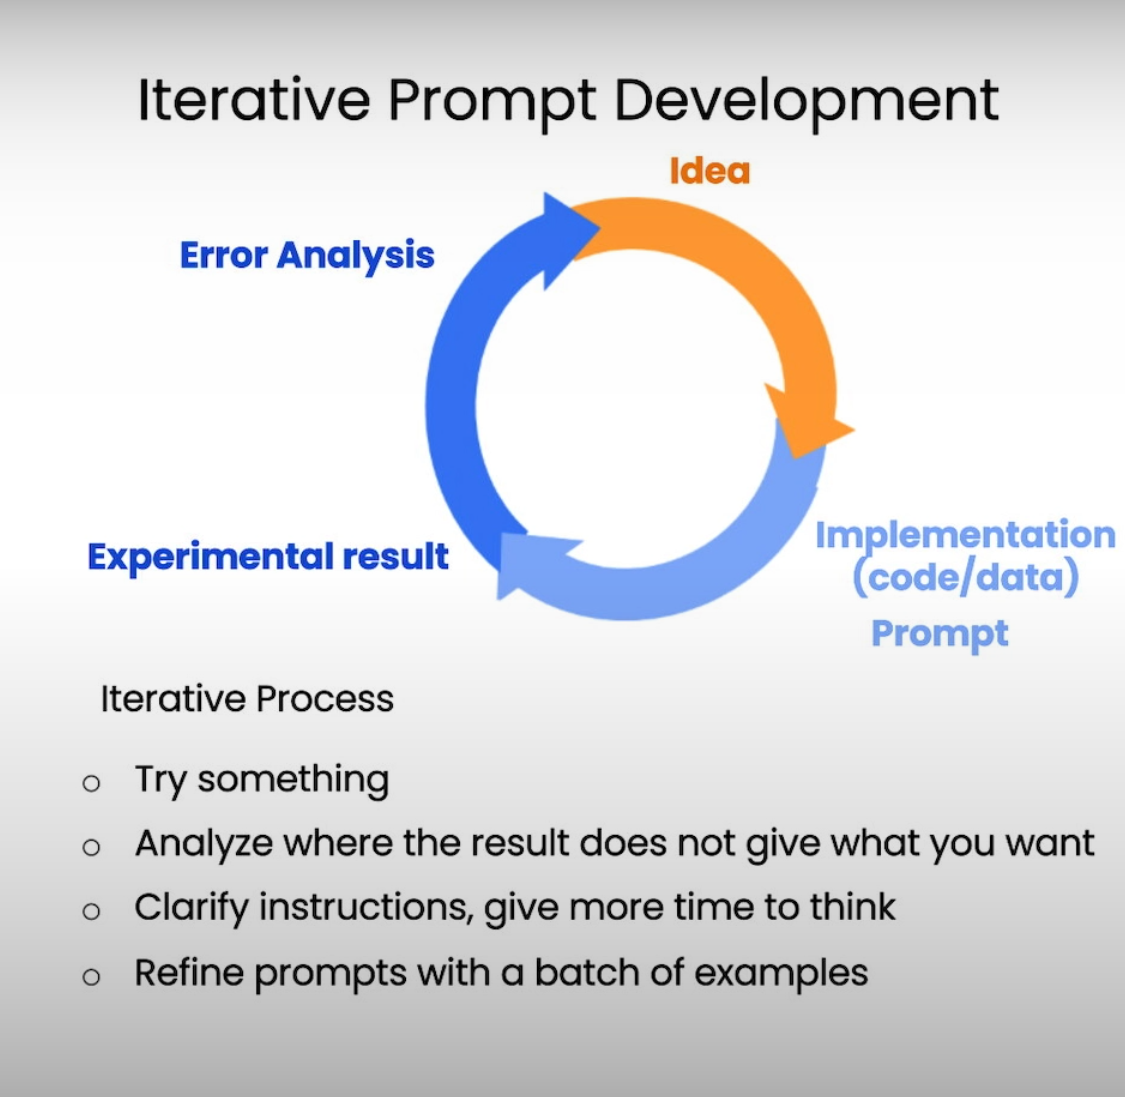 Iterative Prompt Development
Idea
Error Analysis
Implementation
(code/data)
Experimental result
Prompt
Iterative Process
Try something
Analyze where the result does not give what you want
Clarify instructions, give more time to think
Refine prompts with a batch of examples